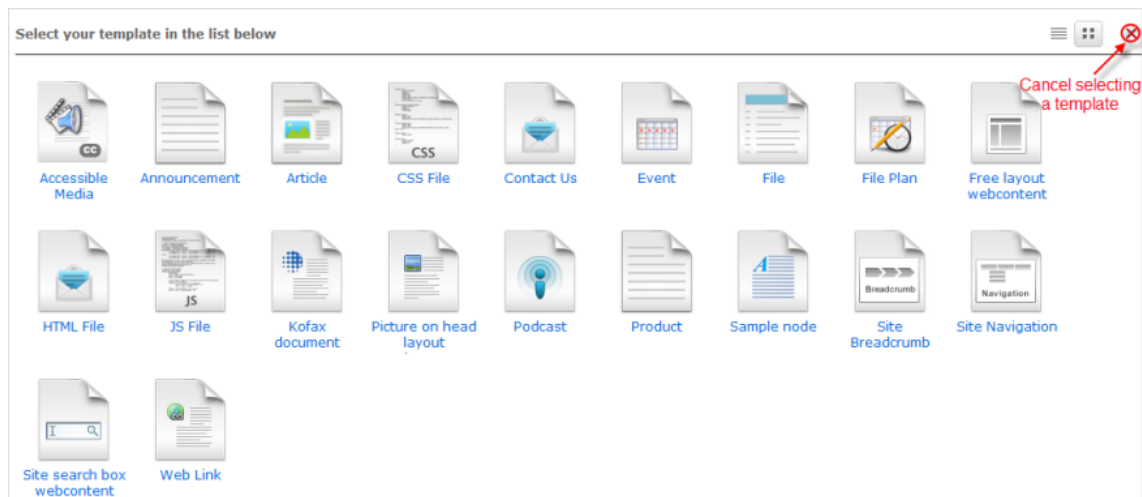 Select your template in the list below
Cancel selecting
a template
CC
CSS
Accessible
Media
Announcement
Article
CSS File
Contact Us
Event
File
File Plan
Free layout
webcontent
JS
Breadcrumb
Navigation
HTML File
JS File
Kofax
document
Picture on head
layout
Podcast
Product
Sample node
Site
Breadcrumb
Site Navigation
Site search box
webcontent
Web Link